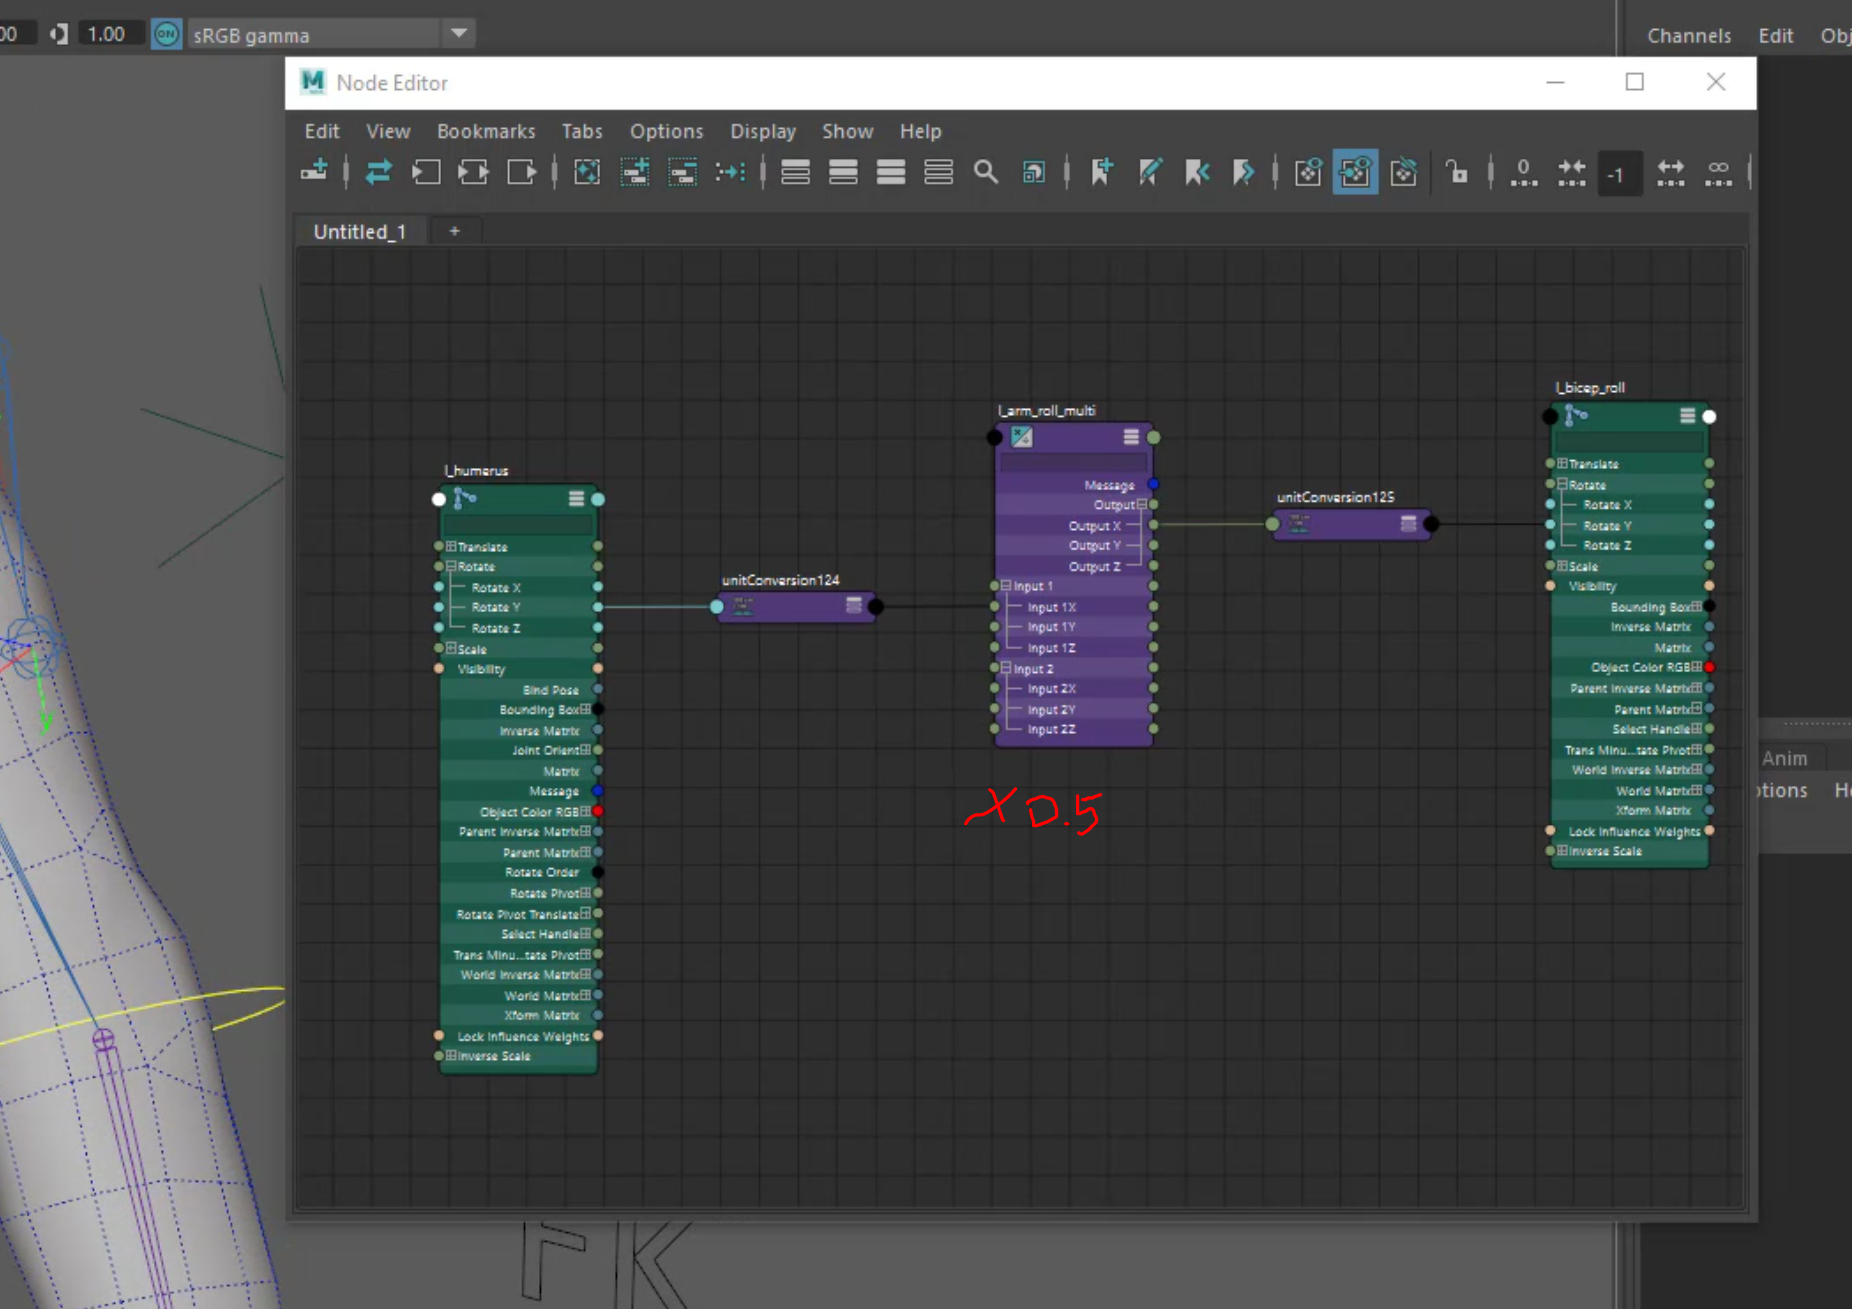 1.00
sRGB gamma
Channels Edit
Node Editor
Edit View Bookmarks Tabs Options Display Show Help
0
-1
∞
Untitled_1 +
l_bicep_roll
Translate
Rotate
Rotate X
Rotate Y
Rotate Z
Scale
Visibility
Bounding Box
Inverse Matrix
Matrix
Object Color RGB
Parent Inverse Matrix
Parent Matrix
Select Handle
Trans Minu...tate Pivot
World Inverse Matrix
World Matrix
Xform Matrix
Lock Influence Weights
Inverse Scale
l_arm_roll_multi
Message
Output
Output X
Output Y
Output Z
Input 1
Input 1X
Input 1Y
Input 1Z
Input 2
Input 2X
Input 2Y
Input 2Z
x 0.5
unitConversion125
unitConversion124
l_humerus
Translate
Rotate
Rotate X
Rotate Y
Rotate Z
Scale
Visibility
Bind Pose
Bounding Box
Inverse Matrix
Joint Orient
Matrix
Message
Object Color RGB
Parent Inverse Matrix
Parent Matrix
Rotate Order
Rotate Pivot
Rotate Pivot Translate
Select Handle
Trans Minu...tate Pivot
World Inverse Matrix
World Matrix
Xform Matrix
Lock Influence Weights
Inverse Scale
Anim
FK